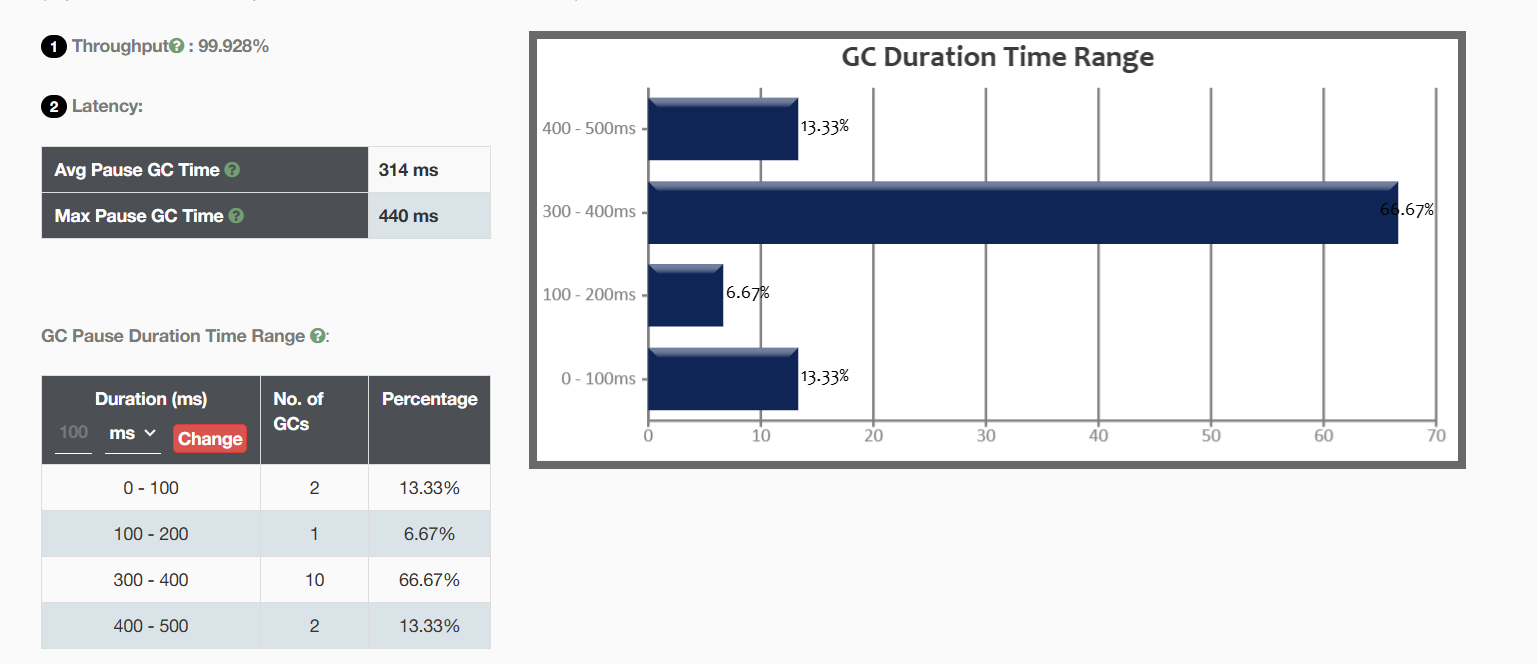 1 Throughput? : 99.928%
2 Latency:
Avg Pause GC Time ? 314 ms
Max Pause GC Time ? 440 ms
GC Pause Duration Time Range ?:
Duration (ms) No. of GCs Percentage
100 ms Change
0 - 100 2 13.33%
100 - 200 1 6.67%
300 - 400 10 66.67%
400 - 500 2 13.33%
GC Duration Time Range
400 - 500ms 13.33%
300 - 400ms 66.67%
100 - 200ms 6.67%
0 - 100ms 13.33%
0 10 20 30 40 50 60 70